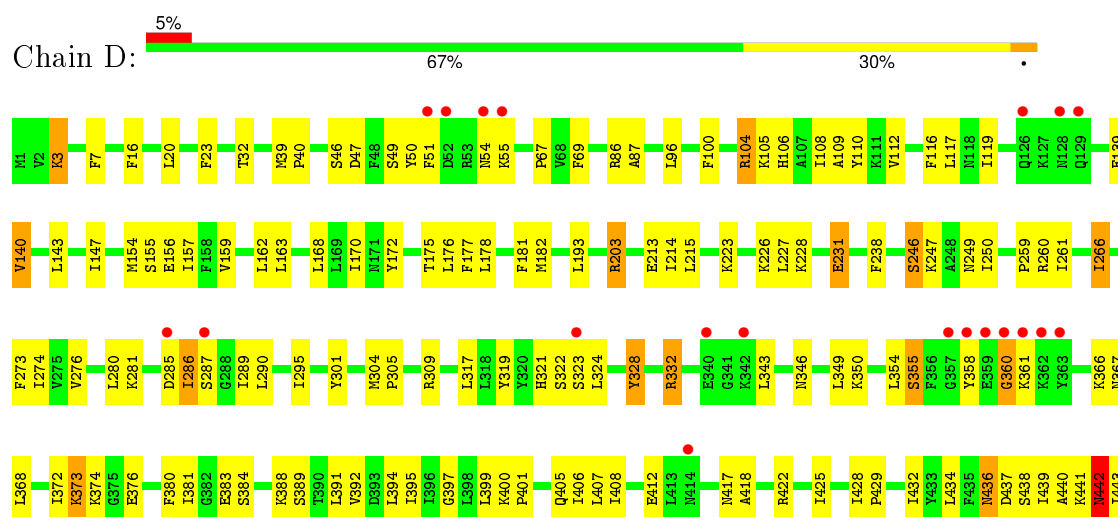 5%
Chain D:
67% 30% •
M1 V2 K3 F7 F16 L20 F23 T32 M39 P40 S46 D47 F48 S49 Y50 F51 D52 R53 N54 K55 P67 V68 F69 R86 A87 L96 F100 R104 K105 H106 A107 I108 A109 Y110 K111 V112 F116 L117 N118 I119 Q126 K127 N128 Q129
V140 L143 I147 M154 S155 E156 I157 F158 V159 L162 L163 L168 L169 I170 N171 Y172 T175 L176 F177 L178 F181 M182 L193 R203 E213 I214 L215 K223 K226 L227 K228 E231 F238 S246 K247 A248 N249 I250 P259 R260 I261 I266
F273 I274 V275 V276 L280 K281 D285 I286 S287 G288 I289 L290 I295 Y301 M304 P305 R309 L317 L318 Y319 Y320 H321 S322 S323 L324 Y328 R332 E340 G341 K342 L343 N346 L349 K350 L354 S355 F356 G357 Y358 E359 G360 K361 K362 Y363 K366 N367
L368 I372 K373 K374 G375 E376 F380 I381 G382 E383 S384 K388 S389 T390 L391 V392 D393 L394 I395 I396 G397 L398 L399 K400 P401 Q405 I406 L407 I408 E412 L413 N414 N417 A418 R422 I425 I428 P429 I432 Y433 L434 F435 N436 D437 S438 I439 A440 K441 N442